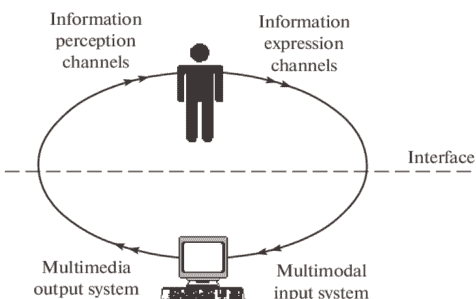 Information
perception
channels
Information
expression
channels
Interface
Multimedia
output system
Multimodal
input system